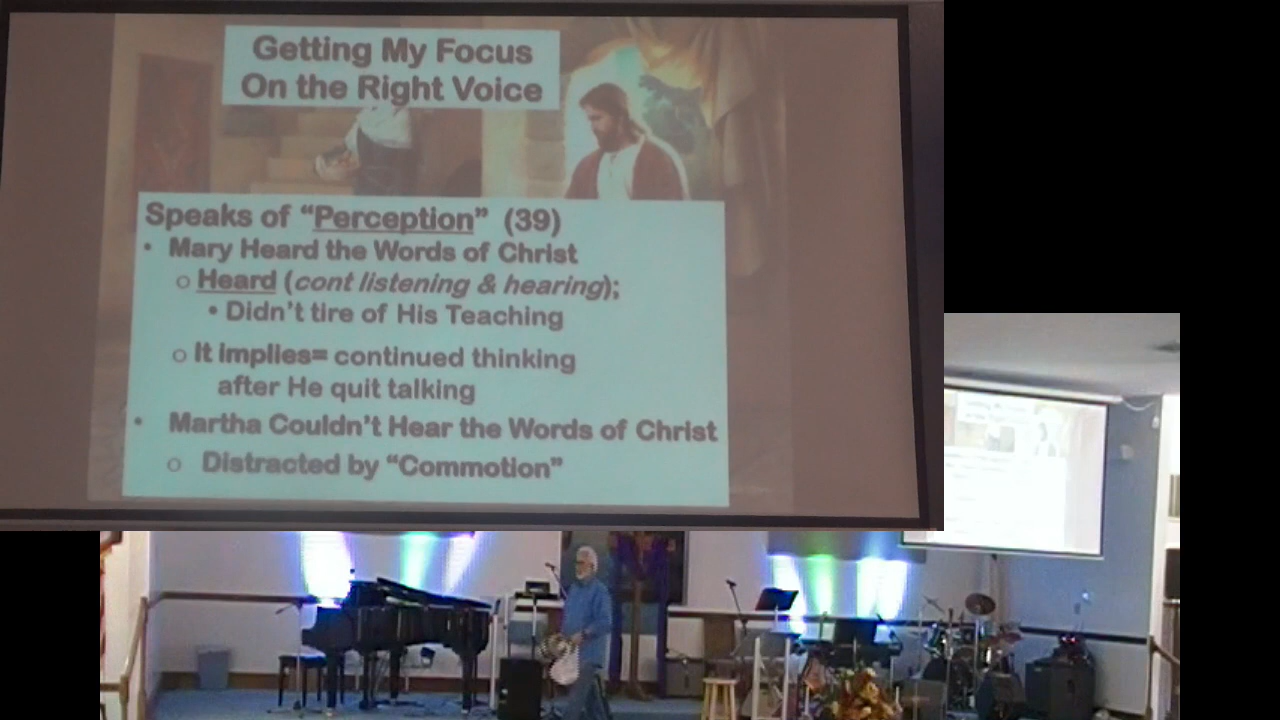 Getting My Focus
On the Right Voice
Speaks of “Perception” (39)
• Mary Heard the Words of Christ
o Heard (cont listening & hearing);
• Didn’t tire of His Teaching
o It implies= continued thinking
after He quit talking
• Martha Couldn’t Hear the Words of Christ
o Distracted by “Commotion”